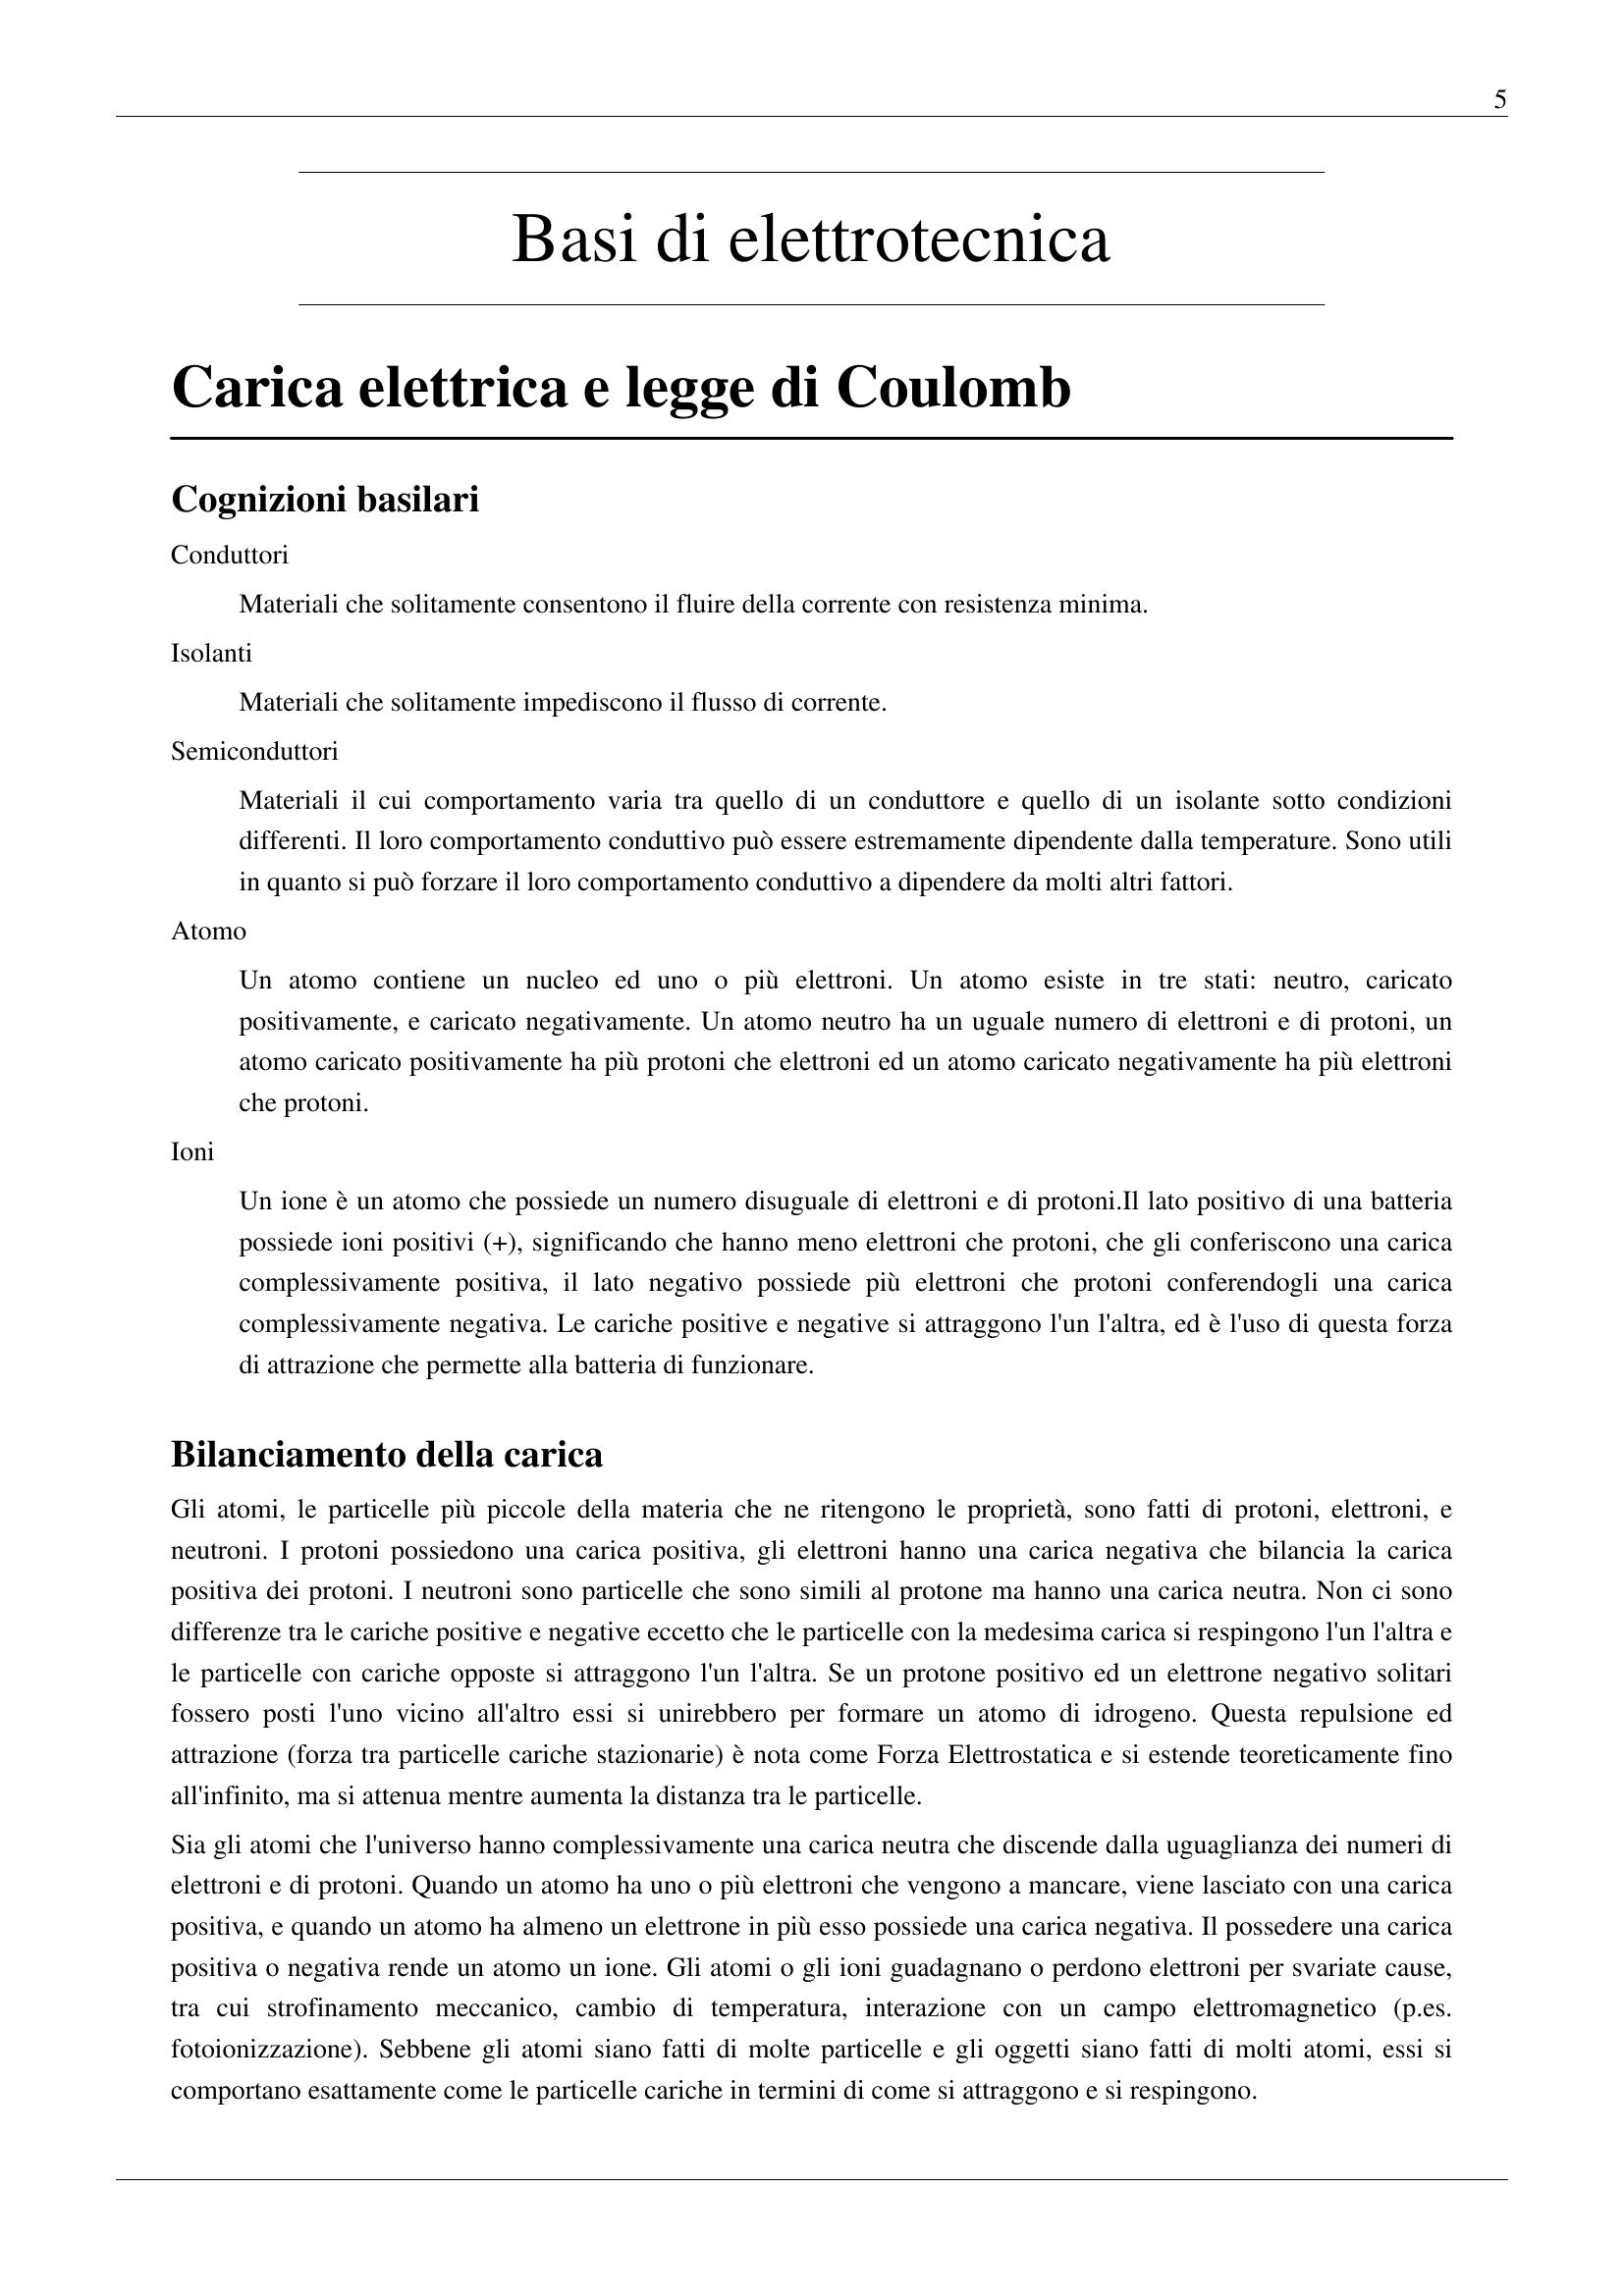 5
Basi di elettrotecnica
Carica elettrica e legge di Coulomb
Cognizioni basilari
Conduttori
Materiali che solitamente consentono il fluire della corrente con resistenza minima.
Isolanti
Materiali che solitamente impediscono il flusso di corrente.
Semiconduttori
Materiali il cui comportamento varia tra quello di un conduttore e quello di un isolante sotto condizioni
differenti. Il loro comportamento conduttivo può essere estremamente dipendente dalla temperature. Sono utili
in quanto si può forzare il loro comportamento conduttivo a dipendere da molti altri fattori.
Atomo
Un atomo contiene un nucleo ed uno o più elettroni. Un atomo esiste in tre stati: neutro, caricato
positivamente, e caricato negativamente. Un atomo neutro ha un uguale numero di elettroni e di protoni, un
atomo caricato positivamente ha più protoni che elettroni ed un atomo caricato negativamente ha più elettroni
che protoni.
Ioni
Un ione è un atomo che possiede un numero disuguale di elettroni e di protoni.Il lato positivo di una batteria
possiede ioni positivi (+), significando che hanno meno elettroni che protoni, che gli conferiscono una carica
complessivamente positiva, il lato negativo possiede più elettroni che protoni conferendogli una carica
complessivamente negativa. Le cariche positive e negative si attraggono l'un l'altra, ed è l'uso di questa forza
di attrazione che permette alla batteria di funzionare.
Bilanciamento della carica
Gli atomi, le particelle più piccole della materia che ne ritengono le proprietà, sono fatti di protoni, elettroni, e
neutroni. I protoni possiedono una carica positiva, gli elettroni hanno una carica negativa che bilancia la carica
positiva dei protoni. I neutroni sono particelle che sono simili al protone ma hanno una carica neutra. Non ci sono
differenze tra le cariche positive e negative eccetto che le particelle con la medesima carica si respingono l'un l'altra e
le particelle con cariche opposte si attraggono l'un l'altra. Se un protone positivo ed un elettrone negativo solitari
fossero posti l'uno vicino all'altro essi si unirebbero per formare un atomo di idrogeno. Questa repulsione ed
attrazione (forza tra particelle cariche stazionarie) è nota come Forza Elettrostatica e si estende teoreticamente fino
all'infinito, ma si attenua mentre aumenta la distanza tra le particelle.
Sia gli atomi che l'universo hanno complessivamente una carica neutra che discende dalla uguaglianza dei numeri di
elettroni e di protoni. Quando un atomo ha uno o più elettroni che vengono a mancare, viene lasciato con una carica
positiva, e quando un atomo ha almeno un elettrone in più esso possiede una carica negativa. Il possedere una carica
positiva o negativa rende un atomo un ione. Gli atomi o gli ioni guadagnano o perdono elettroni per svariate cause,
tra cui strofinamento meccanico, cambio di temperatura, interazione con un campo elettromagnetico (p.es.
fotoionizzazione). Sebbene gli atomi siano fatti di molte particelle e gli oggetti siano fatti di molti atomi, essi si
comportano esattamente come le particelle cariche in termini di come si attraggono e si respingono.